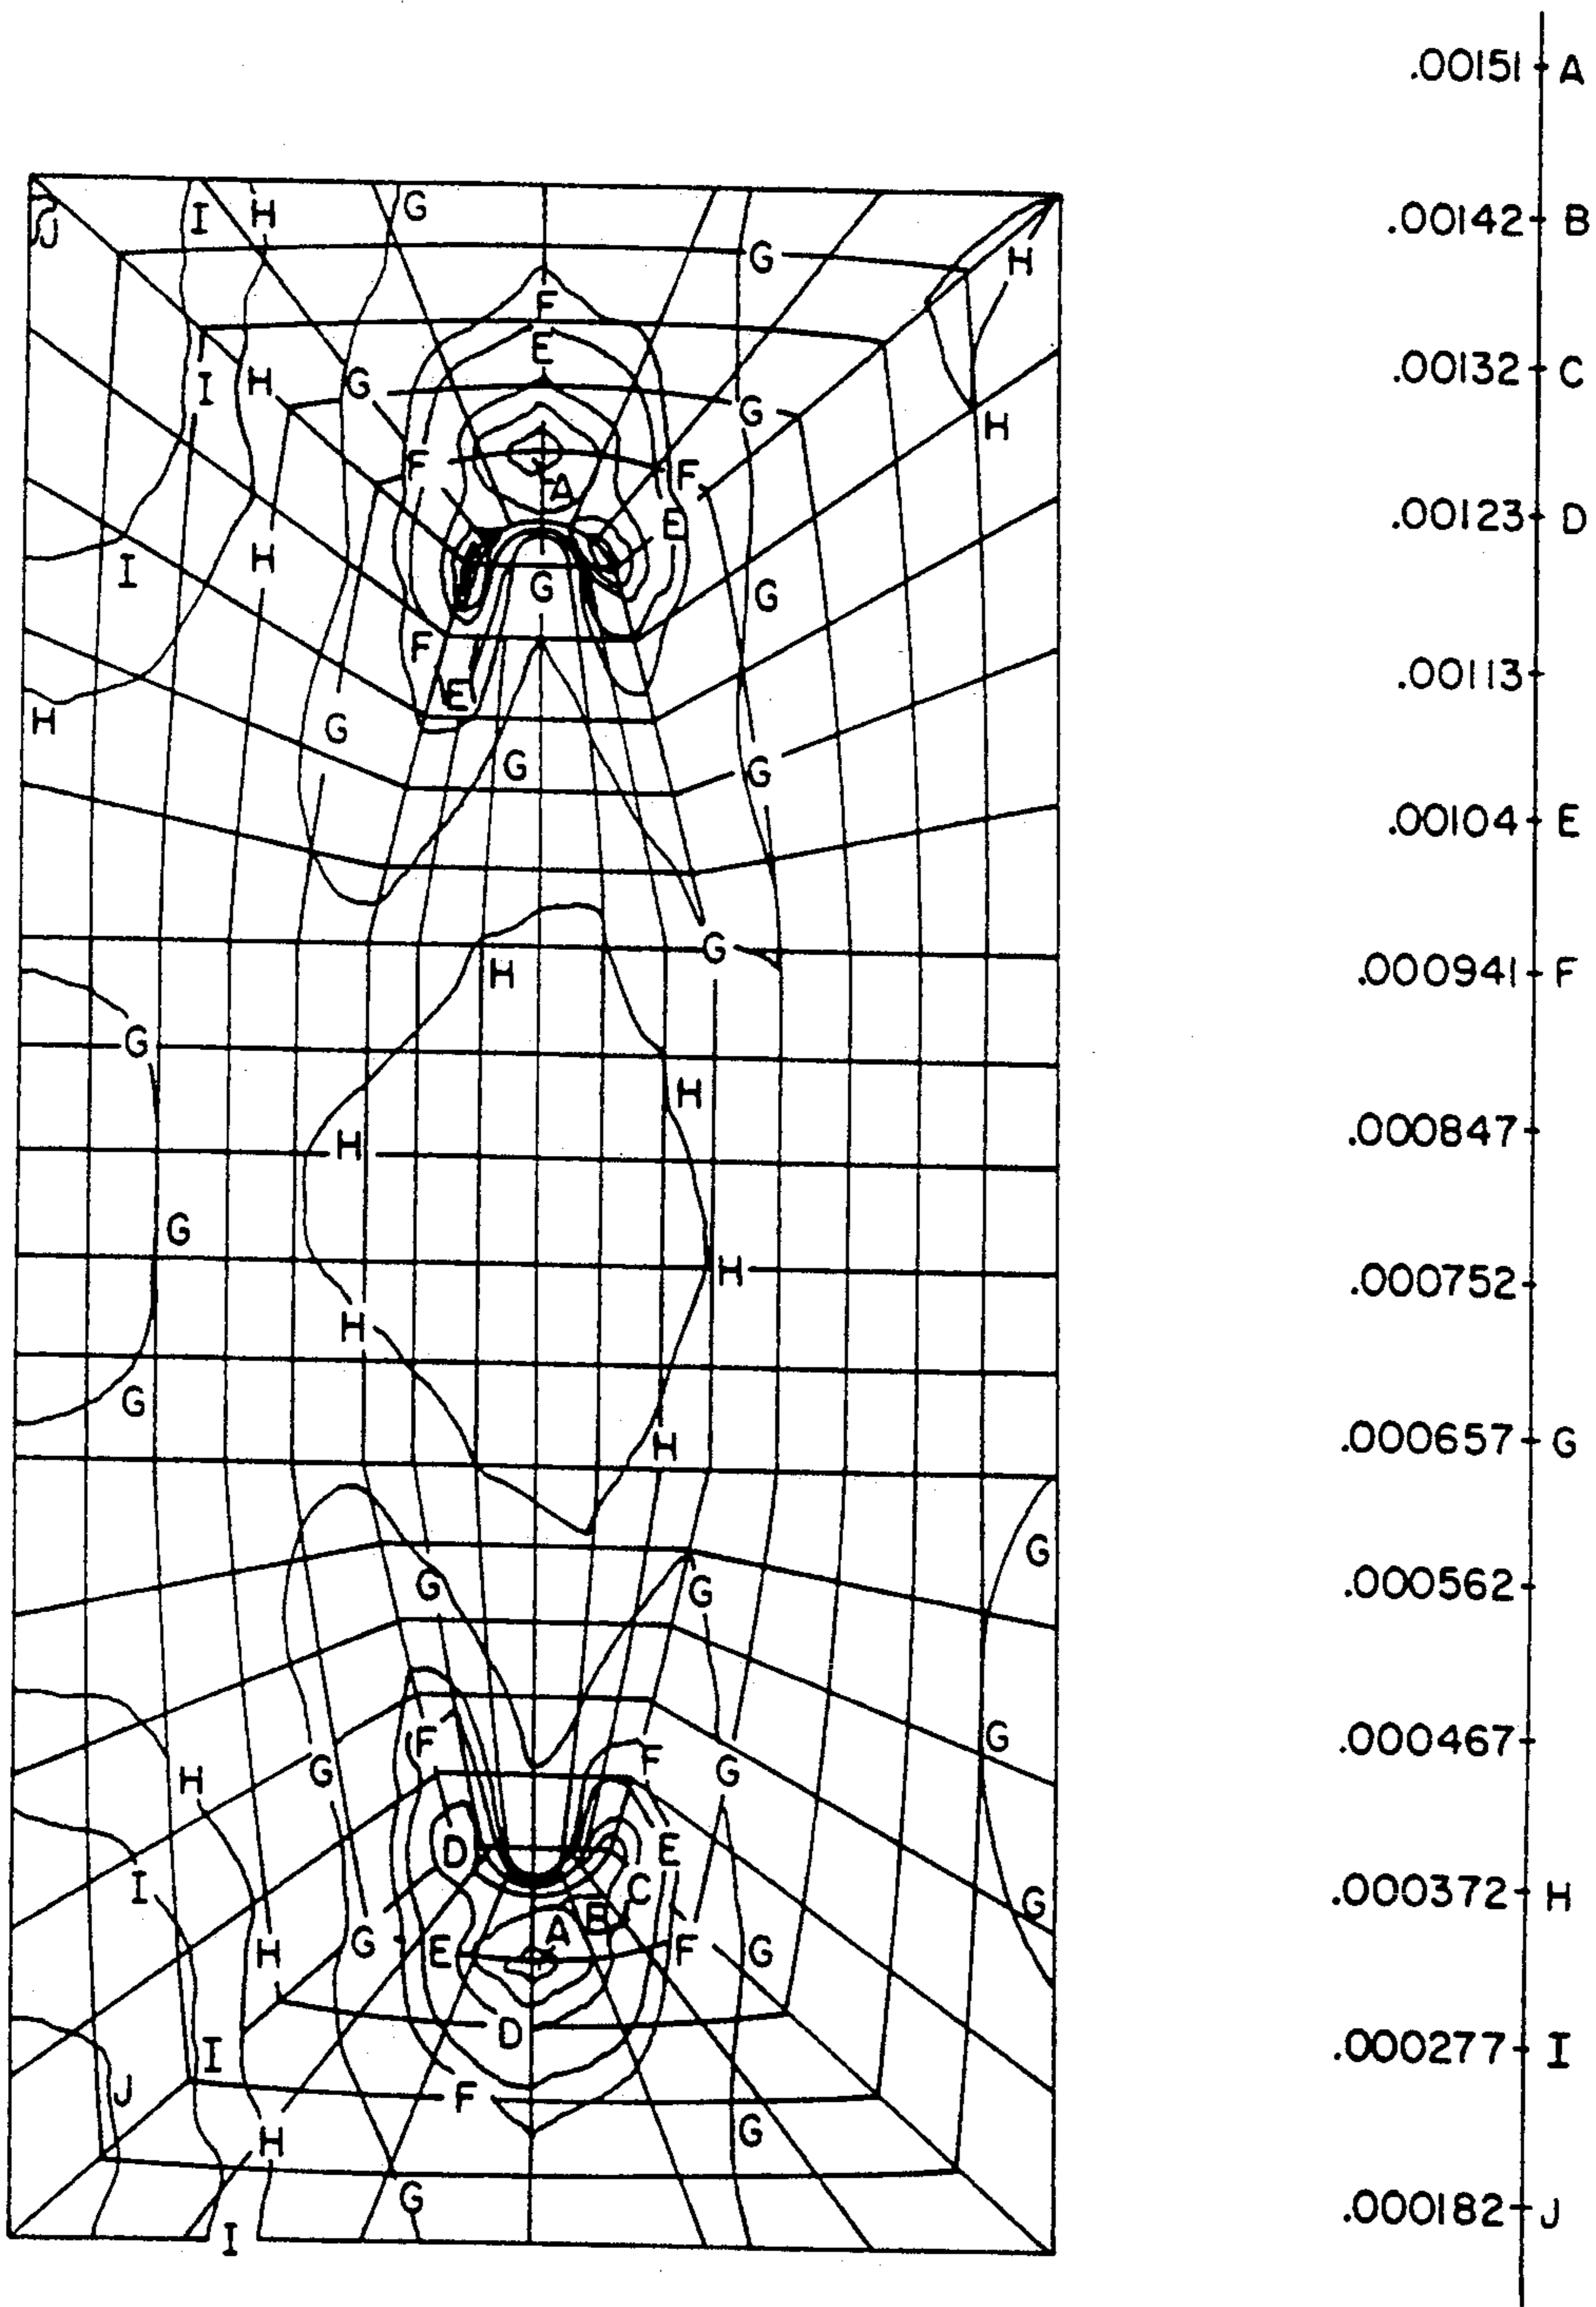 .00151 A
.00142 B
.00132 C
.00123 D
.00113
.00104 E
.000941 F
.000847
.000752
.000657 G
.000562
.000467
.000372 H
.000277 I
.000182 J
J I H G
G
H
F
E
I H G
G
H
F F
A
E
I H G G
F
E
H G
G G
G
H
G
H
H
G
H
H
G
H
G
G G
G
F F
H G G
D E
I C
G
A B
H G E F G
D
I
J F
G
H
G
I